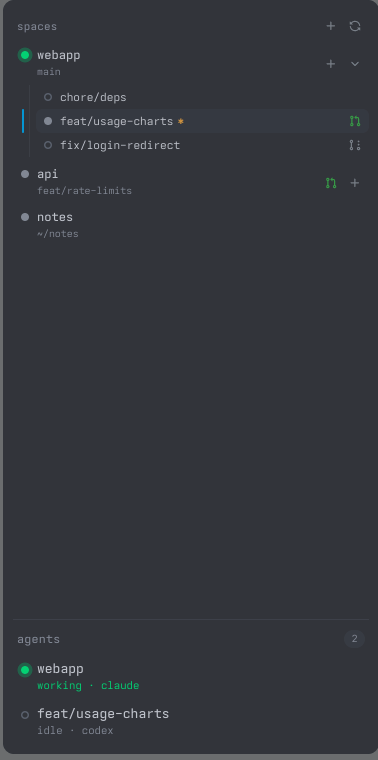 spaces
webapp
main
chore/deps
feat/usage-charts *
fix/login-redirect
api
feat/rate-limits
notes
~/notes
agents 2
webapp
working · claude
feat/usage-charts
idle · codex